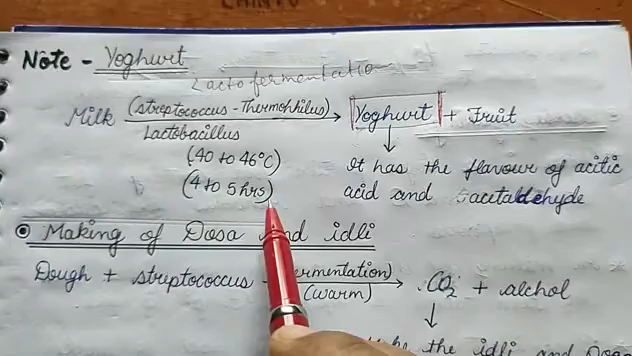 Note - Yoghurt
Lacto fermentation
Milk (streptococcus - Thermophilus) Yoghurt + Fruit
Lactobacillus
(40 to 46°C)
(4 to 5 hrs)
It has the flavour of acitic
acid and acetaldehyde
Making of Dosa and idli
Dough + streptococcus (warm) CO2 + alchol
the idli and